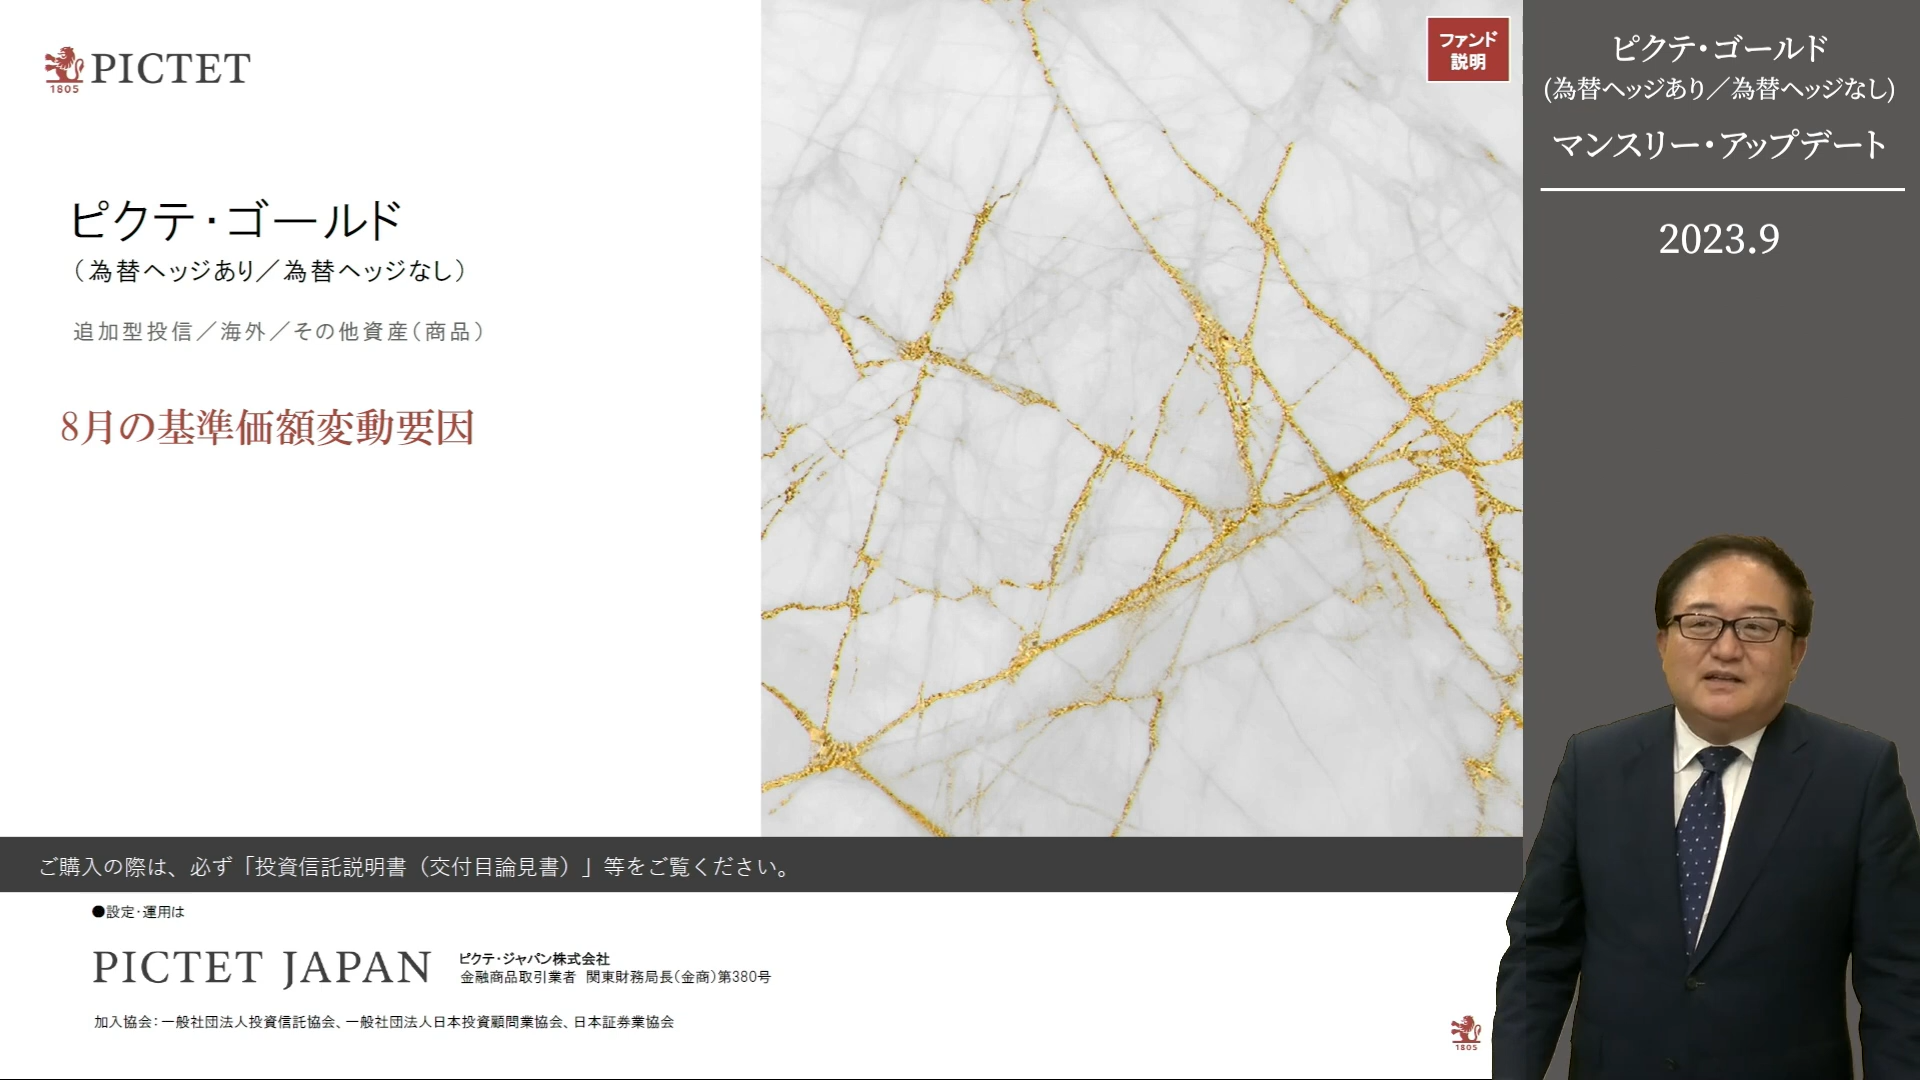 PICTET
1805
ファンド
説明
ピクテ・ゴールド
（為替ヘッジあり／為替ヘッジなし）
追加型投信／海外／その他資産（商品）
8月の基準価額変動要因
ご購入の際は、必ず「投資信託説明書（交付目論見書）」等をご覧ください。
●設定・運用は
PICTET JAPAN
ピクテ・ジャパン株式会社
金融商品取引業者 関東財務局長（金商）第380号
加入協会：一般社団法人投資信託協会、一般社団法人日本投資顧問業協会、日本証券業協会
1805
ピクテ・ゴールド
(為替ヘッジあり／為替ヘッジなし)
マンスリー・アップデート
2023.9